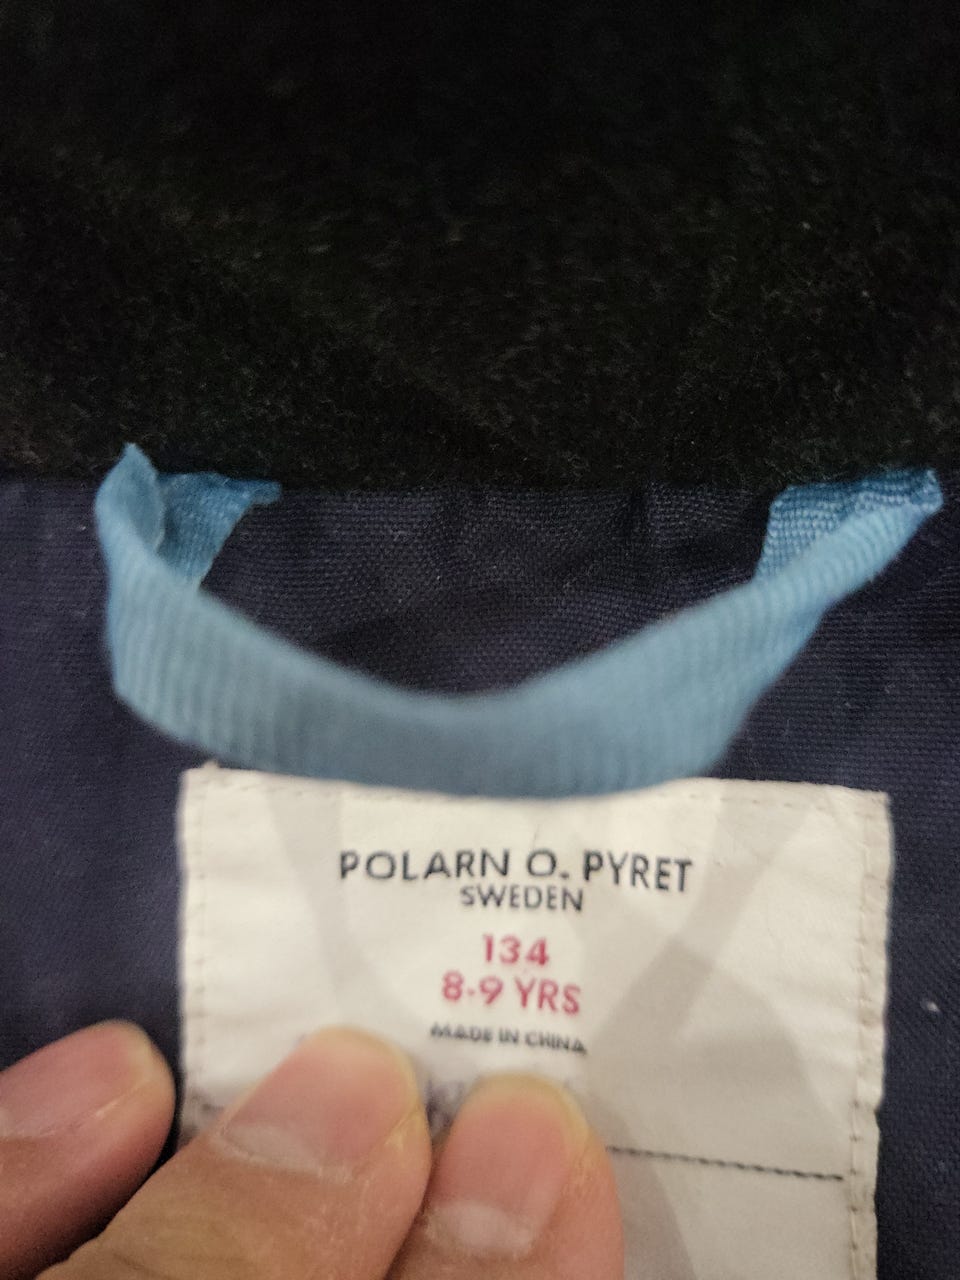 POLARN O. PYRET
SWEDEN
134
8-9 YRS
MADE IN CHINA